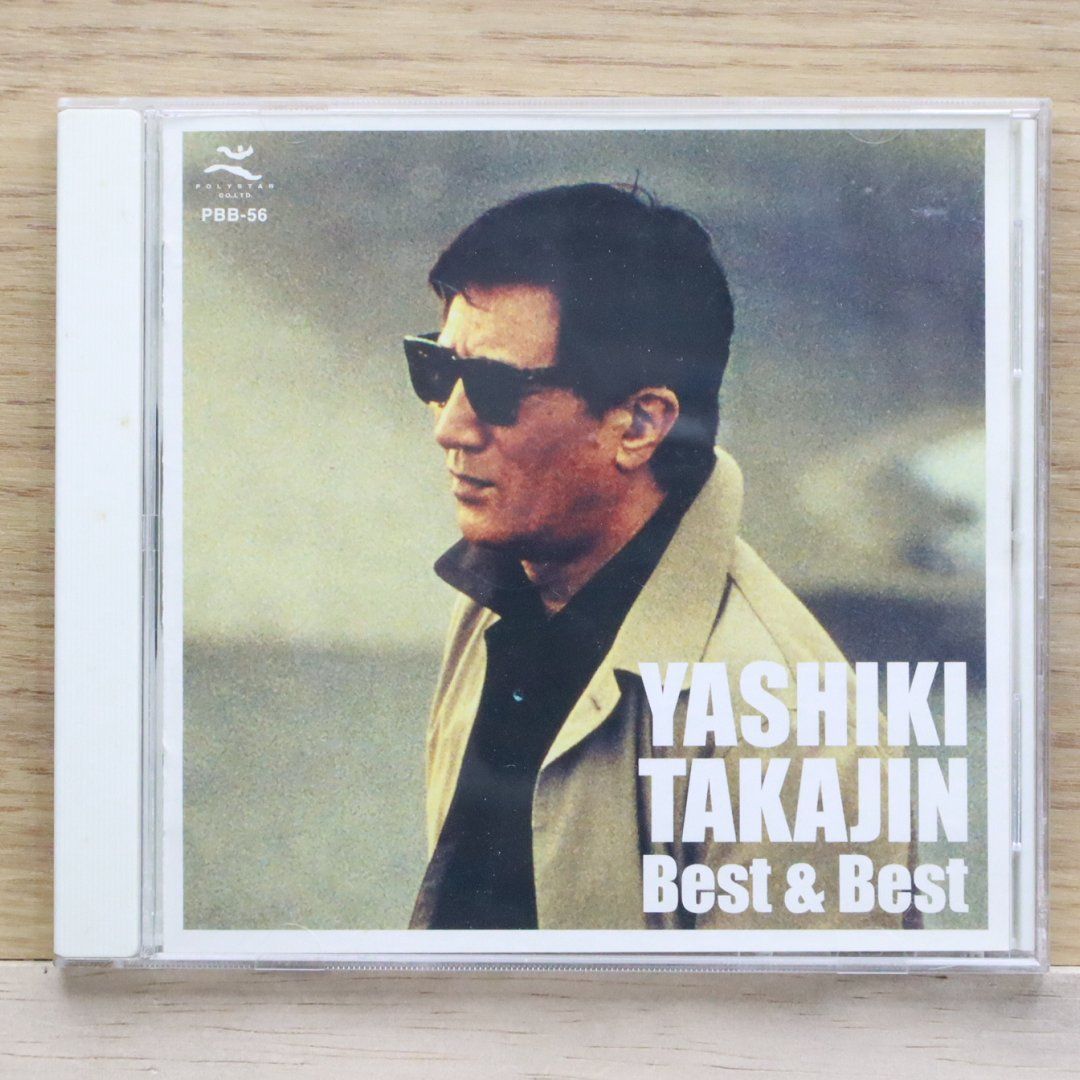 POLYSTAR
CO.,LTD.
PBB-56
YASHIKI
TAKAJIN
Best & Best